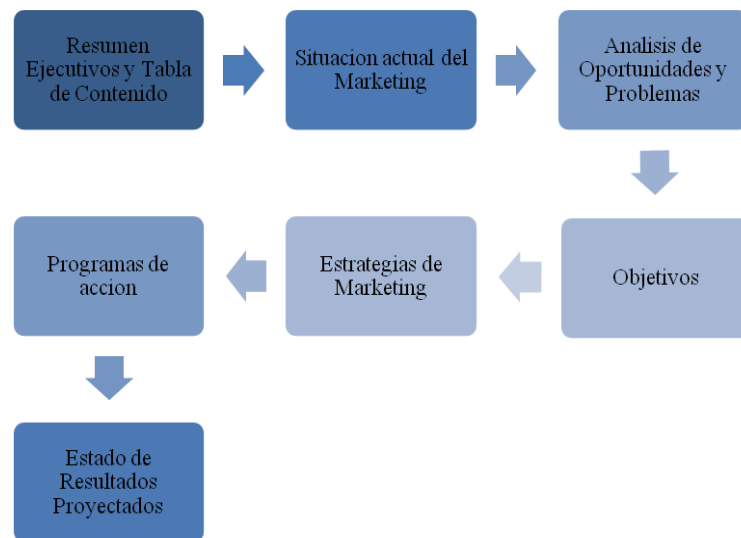 Resumen
Ejecutivos y Tabla
de Contenido
Situacion actual del
Marketing
Analisis de
Oportunidades y
Problemas
Objetivos
Estrategias de
Marketing
Programas de
accion
Estado de
Resultados
Proyectados